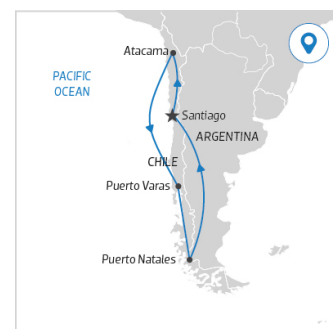 Atacama
PACIFIC
OCEAN
Santiago
ARGENTINA
CHILE
Puerto Varas
Puerto Natales